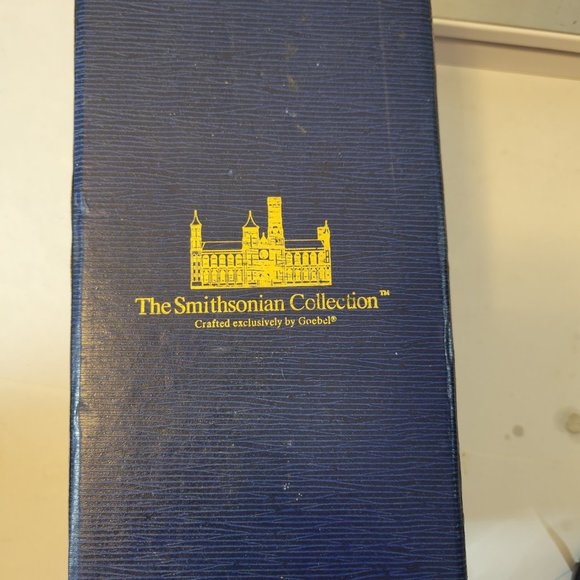 The Smithsonian Collection™
Crafted exclusively by Goebel®